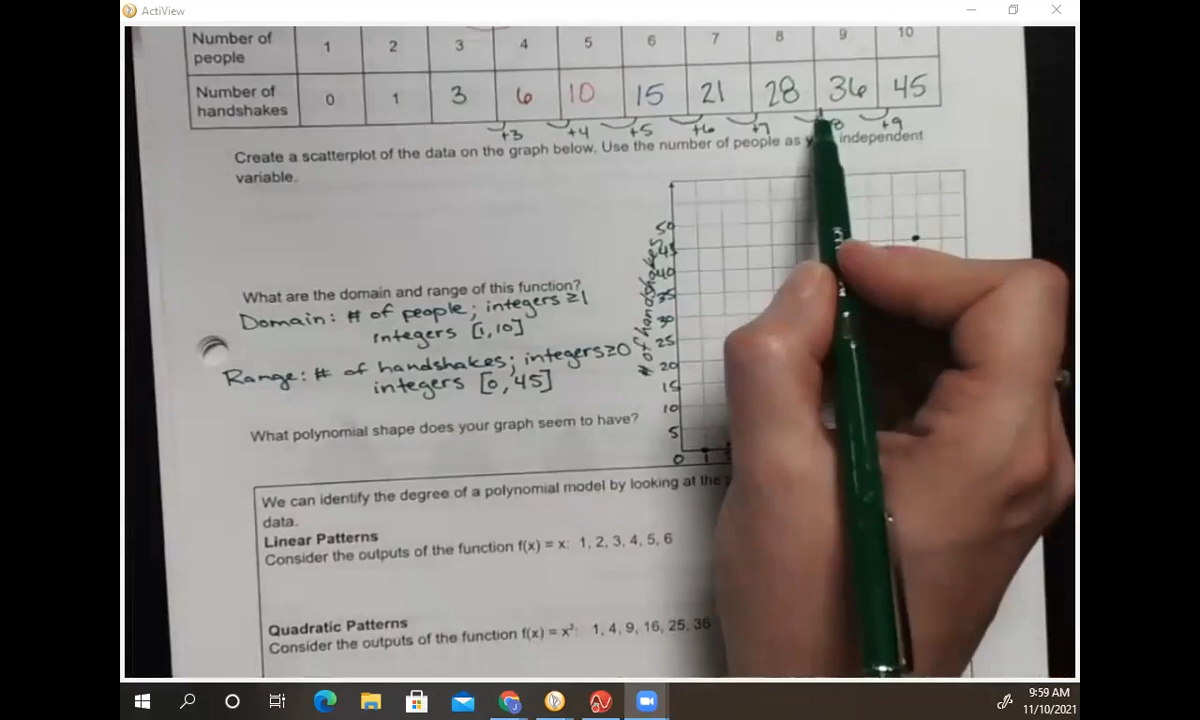 ActiView
Number of people 1 2 3 4 5 6 7 8 9 10
Number of handshakes 0 1 3 6 10 15 21 28 36 45
+3 +4 +5 +6 +7 +8 +9
Create a scatterplot of the data on the graph below. Use the number of people as independent
variable.
50
45
40
35
30
25
20
15
10
5
0 1
# of handshakes
What are the domain and range of this function?
Domain: # of people; integers ≥1
integers [1,10]
Range: # of handshakes; integers ≥0
integers [0,45]
What polynomial shape does your graph seem to have?
We can identify the degree of a polynomial model by looking at the
data.
Linear Patterns
Consider the outputs of the function f(x) = x: 1, 2, 3, 4, 5, 6
Quadratic Patterns
Consider the outputs of the function f(x) = x²: 1, 4, 9, 16, 25, 36
9:59 AM
11/10/2021